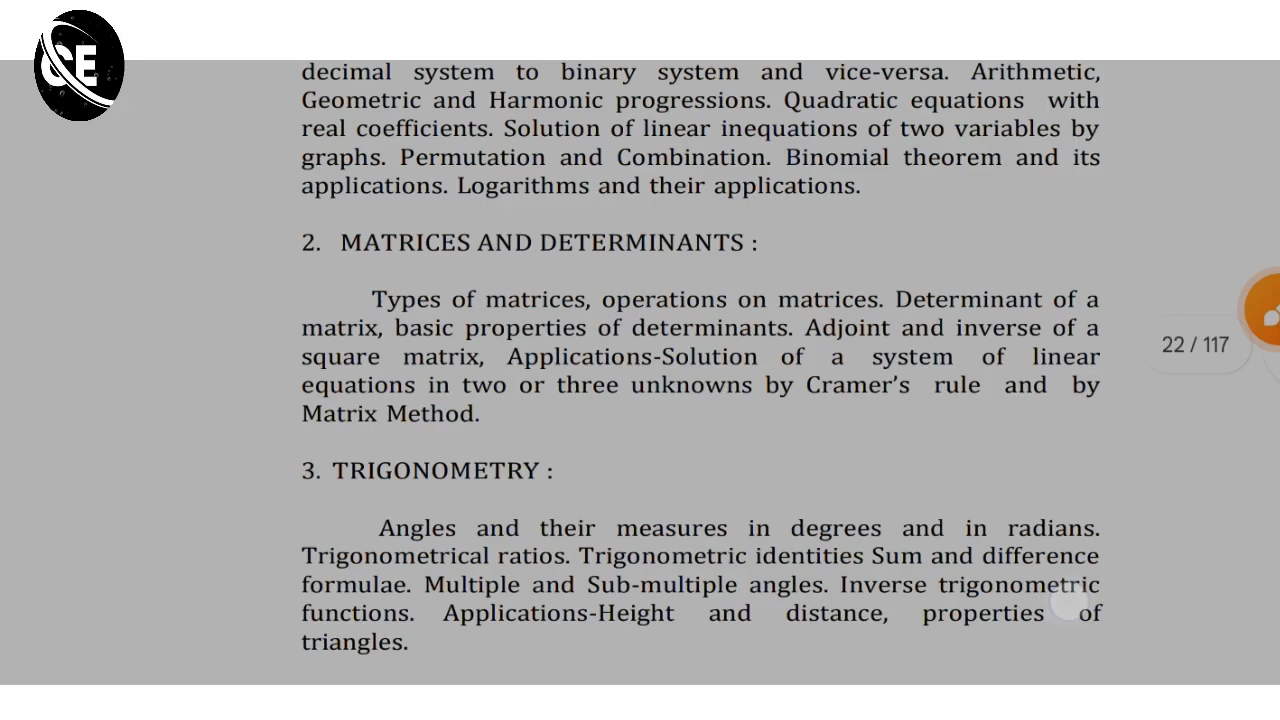 CE
decimal system to binary system and vice-versa. Arithmetic,
Geometric and Harmonic progressions. Quadratic equations with
real coefficients. Solution of linear inequations of two variables by
graphs. Permutation and Combination. Binomial theorem and its
applications. Logarithms and their applications.
2. MATRICES AND DETERMINANTS :
Types of matrices, operations on matrices. Determinant of a
matrix, basic properties of determinants. Adjoint and inverse of a
square matrix, Applications-Solution of a system of linear
equations in two or three unknowns by Cramer’s rule and by
Matrix Method.
22 / 117
3. TRIGONOMETRY :
Angles and their measures in degrees and in radians.
Trigonometrical ratios. Trigonometric identities Sum and difference
formulae. Multiple and Sub-multiple angles. Inverse trigonometric
functions. Applications-Height and distance, properties of
triangles.